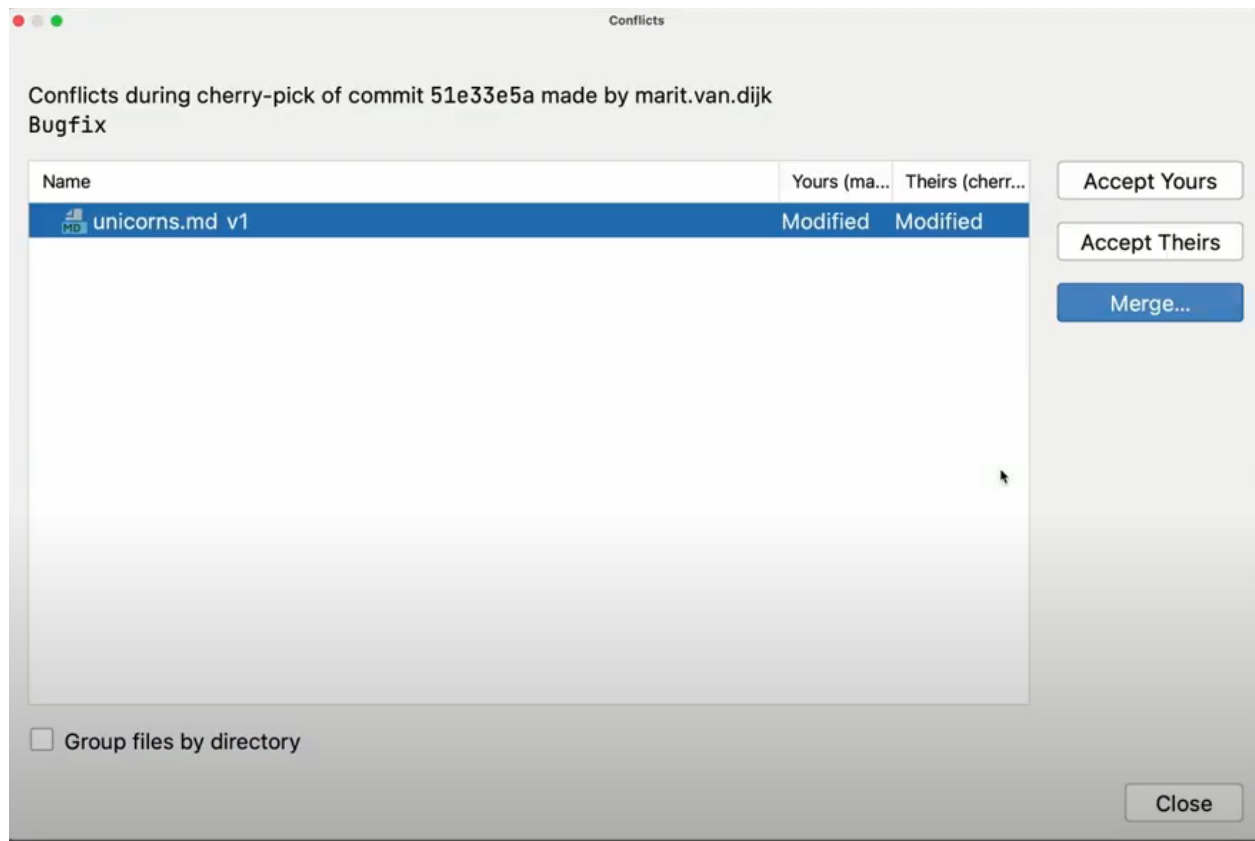 Conflicts
Conflicts during cherry-pick of commit 51e33e5a made by marit.van.dijk
Bugfix
Name Yours (ma... Theirs (cherr...
MD unicorns.md v1 Modified Modified
Accept Yours
Accept Theirs
Merge...
Group files by directory
Close